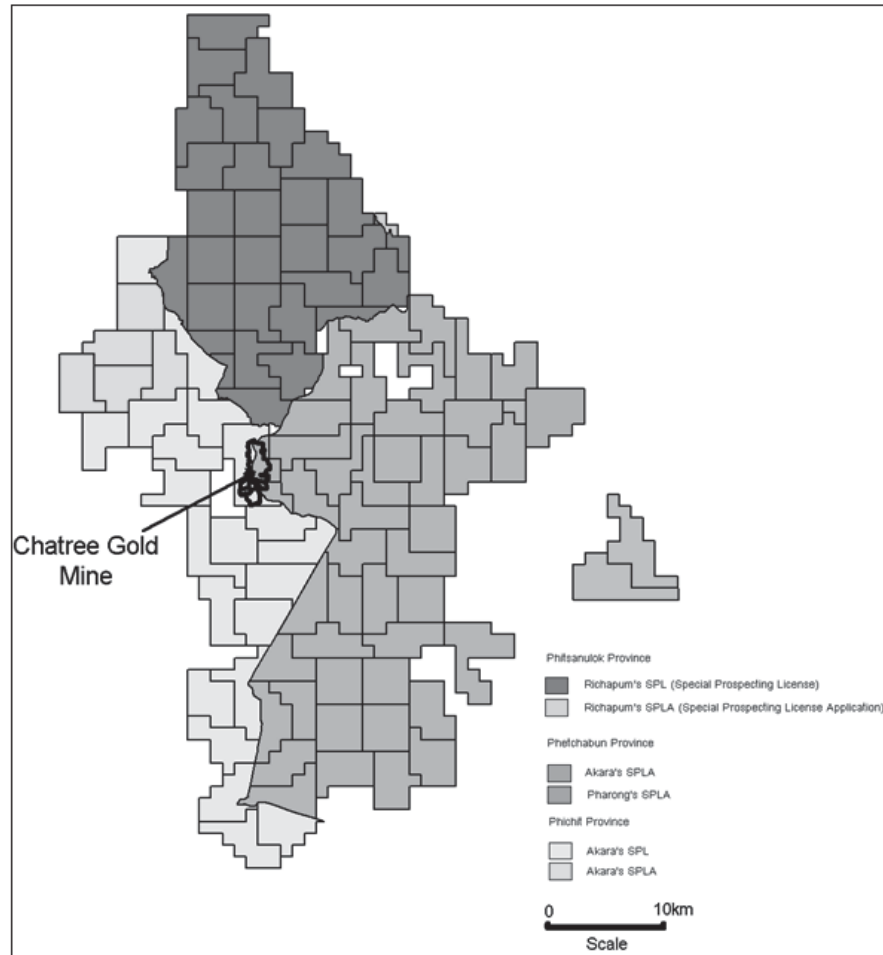 Chatree Gold
Mine
Phitsanulok Province
Richapum's SPL (Special Prospecting License)
Richapum's SPLA (Special Prospecting License Application)
Phetchabun Province
Akara's SPLA
Pharong's SPLA
Phichit Province
Akara's SPL
Akara's SPLA
0 10km
Scale